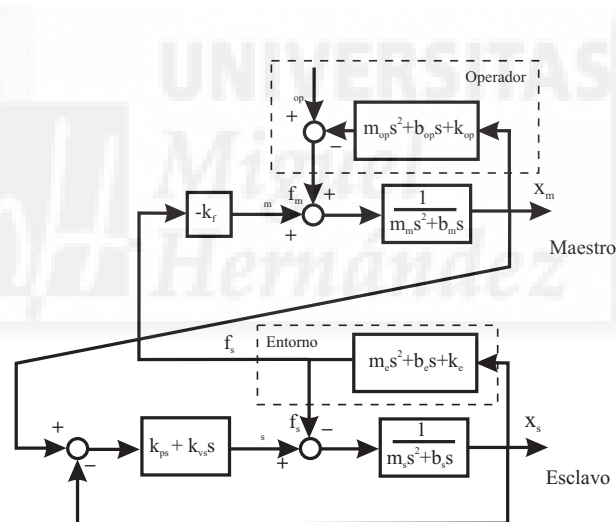 UNIVERSITAS
Miguel
Hernández
Operador
op
+
−
m_op s²+b_op s+k_op
-k_f
m
f_m
+
+
1
m_m s²+b_m s
x_m
Maestro
f_s
Entorno
m_e s²+b_e s+k_e
f_s
−
+
−
k_ps + k_vs s
s
+
1
m_s s²+b_s s
x_s
Esclavo